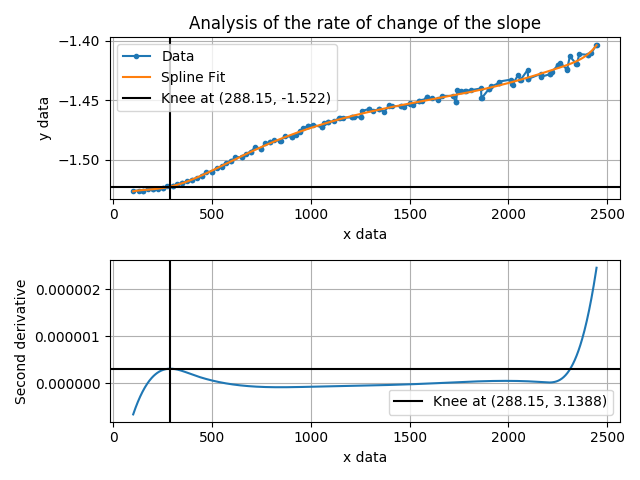 Analysis of the rate of change of the slope
−1.40
−1.45
−1.50
y data
Data
Spline Fit
Knee at (288.15, -1.522)
0
500
1000
1500
2000
2500
x data
0.000002
0.000001
0.000000
Second derivative
Knee at (288.15, 3.1388)
0
500
1000
1500
2000
2500
x data